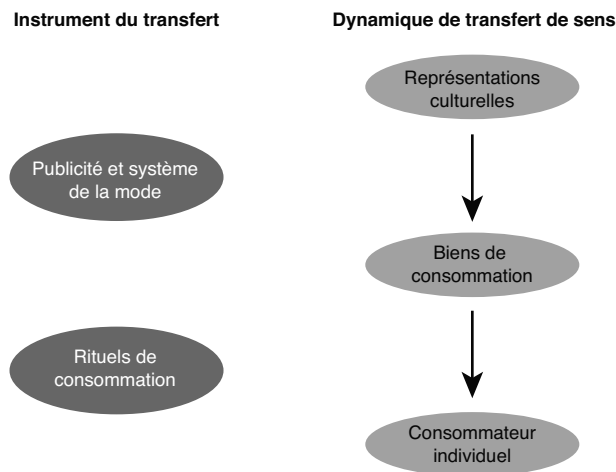 Instrument du transfert
Dynamique de transfert de sens
Représentations
culturelles
Publicité et système
de la mode
Biens de
consommation
Rituels de
consommation
Consommateur
individuel